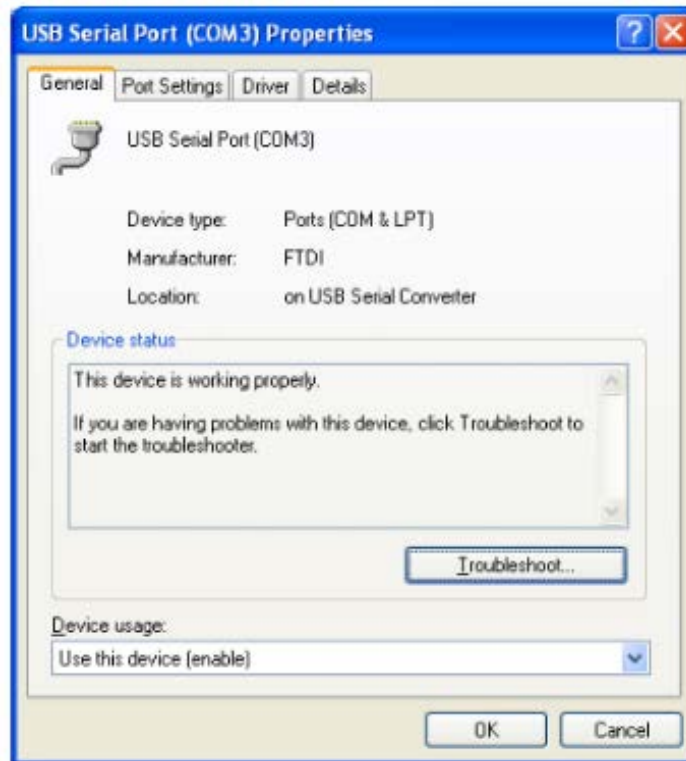 USB Serial Port (COM3) Properties
General Port Settings Driver Details
USB Serial Port (COM3)
Device type: Ports (COM & LPT)
Manufacturer: FTDI
Location: on USB Serial Converter
Device status
This device is working properly.
If you are having problems with this device, click Troubleshoot to
start the troubleshooter.
Troubleshoot...
Device usage:
Use this device (enable)
OK Cancel